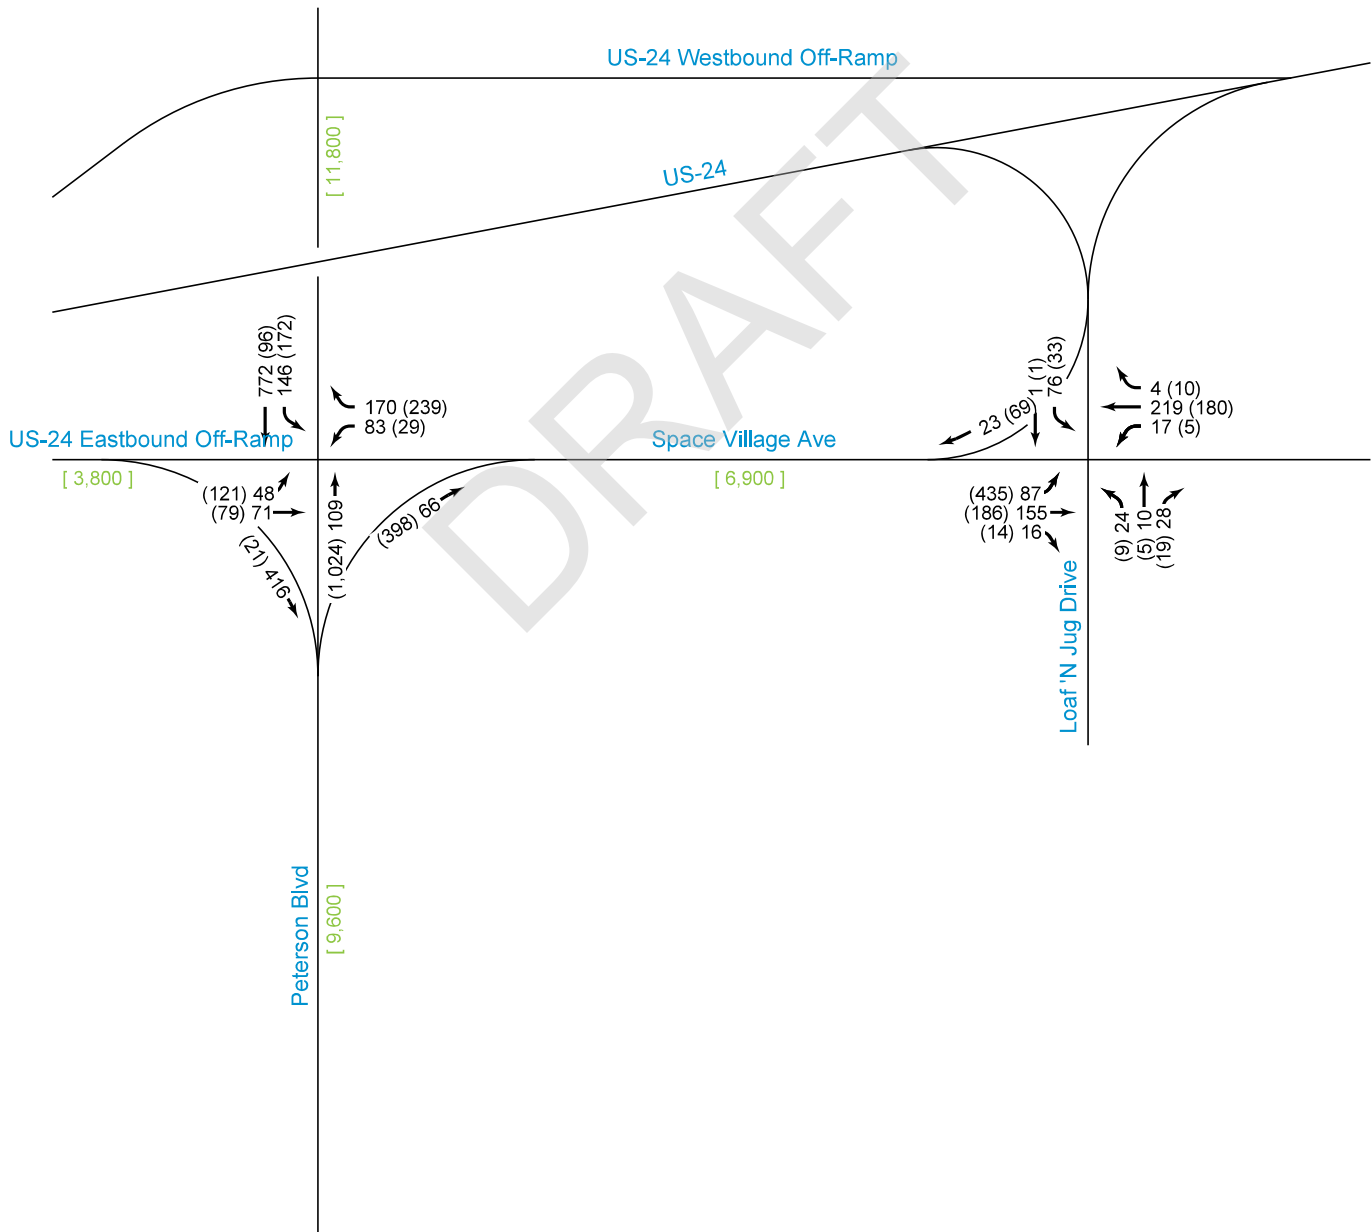 US-24 Westbound Off-Ramp
[ 11,800 ]
US-24
DRAFT
772 (96)
146 (172)
170 (239)
83 (29)
US-24 Eastbound Off-Ramp
Space Village Ave
[ 3,800 ]
[ 6,900 ]
(121) 48
(79) 71
(21) 416
(1,024) 109
(398) 66
23 (69)
1 (1)
76 (33)
4 (10)
219 (180)
17 (5)
(435) 87
(186) 155
(14) 16
(9) 24
(5) 10
(19) 28
Loaf 'N Jug Drive
Peterson Blvd
[ 9,600 ]